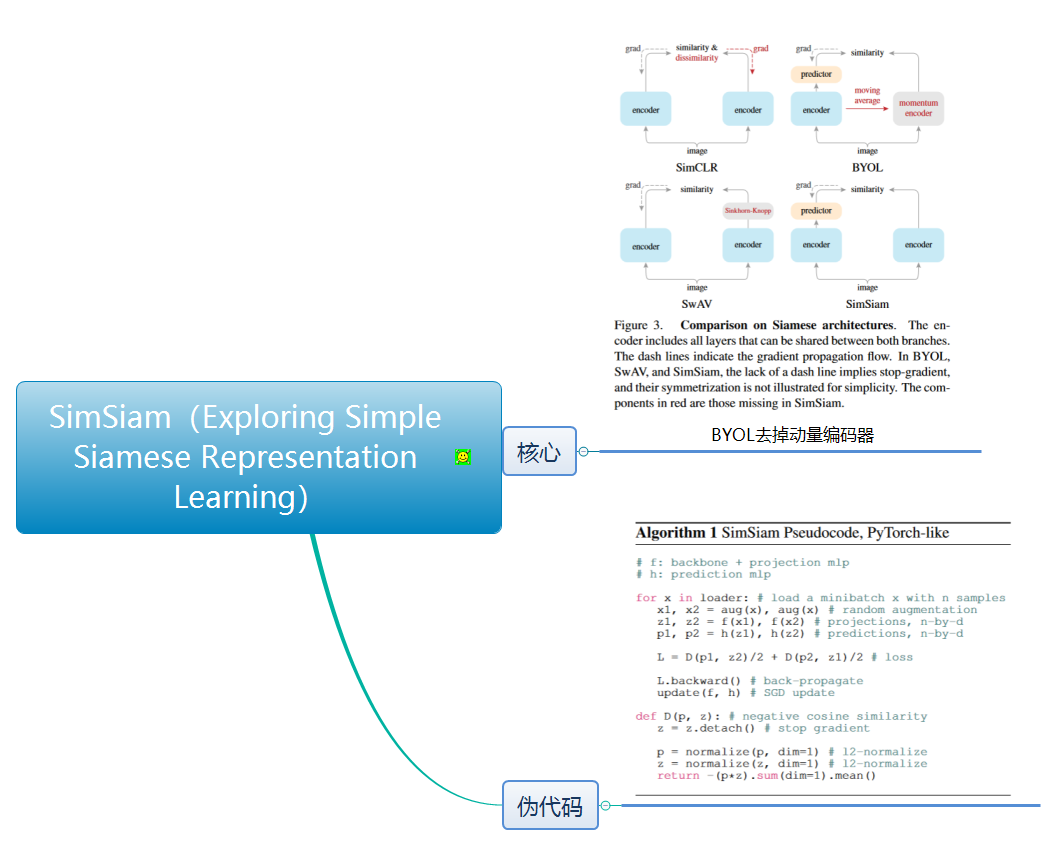 SimSiam（Exploring Simple
Siamese Representation
Learning）
核心
grad
similarity &
dissimilarity
grad
encoder
encoder
image
SimCLR
grad
similarity
predictor
encoder
moving
average
momentum
encoder
image
BYOL
grad
similarity
Sinkhorn-Knopp
encoder
encoder
image
SwAV
grad
similarity
predictor
encoder
encoder
image
SimSiam
Figure 3. Comparison on Siamese architectures. The en-
coder includes all layers that can be shared between both branches.
The dash lines indicate the gradient propagation flow. In BYOL,
SwAV, and SimSiam, the lack of a dash line implies stop-gradient,
and their symmetrization is not illustrated for simplicity. The com-
ponents in red are those missing in SimSiam.
BYOL去掉动量编码器
伪代码
Algorithm 1 SimSiam Pseudocode, PyTorch-like
# f: backbone + projection mlp
# h: prediction mlp
for x in loader: # load a minibatch x with n samples
x1, x2 = aug(x), aug(x) # random augmentation
z1, z2 = f(x1), f(x2) # projections, n-by-d
p1, p2 = h(z1), h(z2) # predictions, n-by-d
L = D(p1, z2)/2 + D(p2, z1)/2 # loss
L.backward() # back-propagate
update(f, h) # SGD update
def D(p, z): # negative cosine similarity
z = z.detach() # stop gradient
p = normalize(p, dim=1) # l2-normalize
z = normalize(z, dim=1) # l2-normalize
return -(p*z).sum(dim=1).mean()